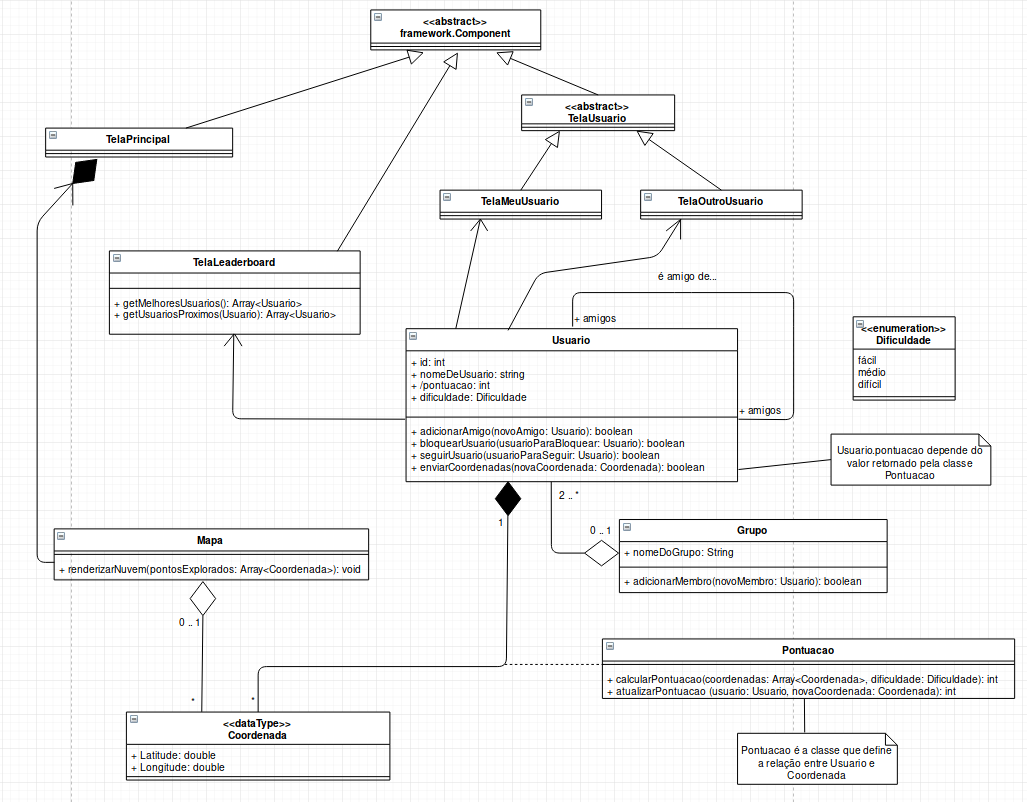 <<abstract>>
framework.Component
<<abstract>>
TelaUsuario
TelaPrincipal
TelaMeuUsuario
TelaOutroUsuario
TelaLeaderboard
+ getMelhoresUsuarios(): Array<Usuario>
+ getUsuariosProximos(Usuario): Array<Usuario>
é amigo de...
+ amigos
Usuario
+ id: int
+ nomeDeUsuario: string
+ /pontuacao: int
+ dificuldade: Dificuldade
+ amigos
+ adicionarAmigo(novoAmigo: Usuario): boolean
+ bloquearUsuario(usuarioParaBloquear: Usuario): boolean
+ seguirUsuario(usuarioParaSeguir: Usuario): boolean
+ enviarCoordenadas(novaCoordenada: Coordenada): boolean
<<enumeration>>
Dificuldade
fácil
médio
difícil
Usuario.pontuacao depende do
valor retornado pela classe
Pontuacao
1
2 .. *
0 .. 1
Grupo
+ nomeDoGrupo: String
+ adicionarMembro(novoMembro: Usuario): boolean
Mapa
+ renderizarNuvem(pontosExplorados: Array<Coordenada>): void
0 .. 1
*
*
Pontuacao
+ calcularPontuacao(coordenadas: Array<Coordenada>, dificuldade: Dificuldade): int
+ atualizarPontuacao (usuario: Usuario, novaCoordenada: Coordenada): int
<<dataType>>
Coordenada
+ Latitude: double
+ Longitude: double
Pontuacao é a classe que define
a relação entre Usuario e
Coordenada